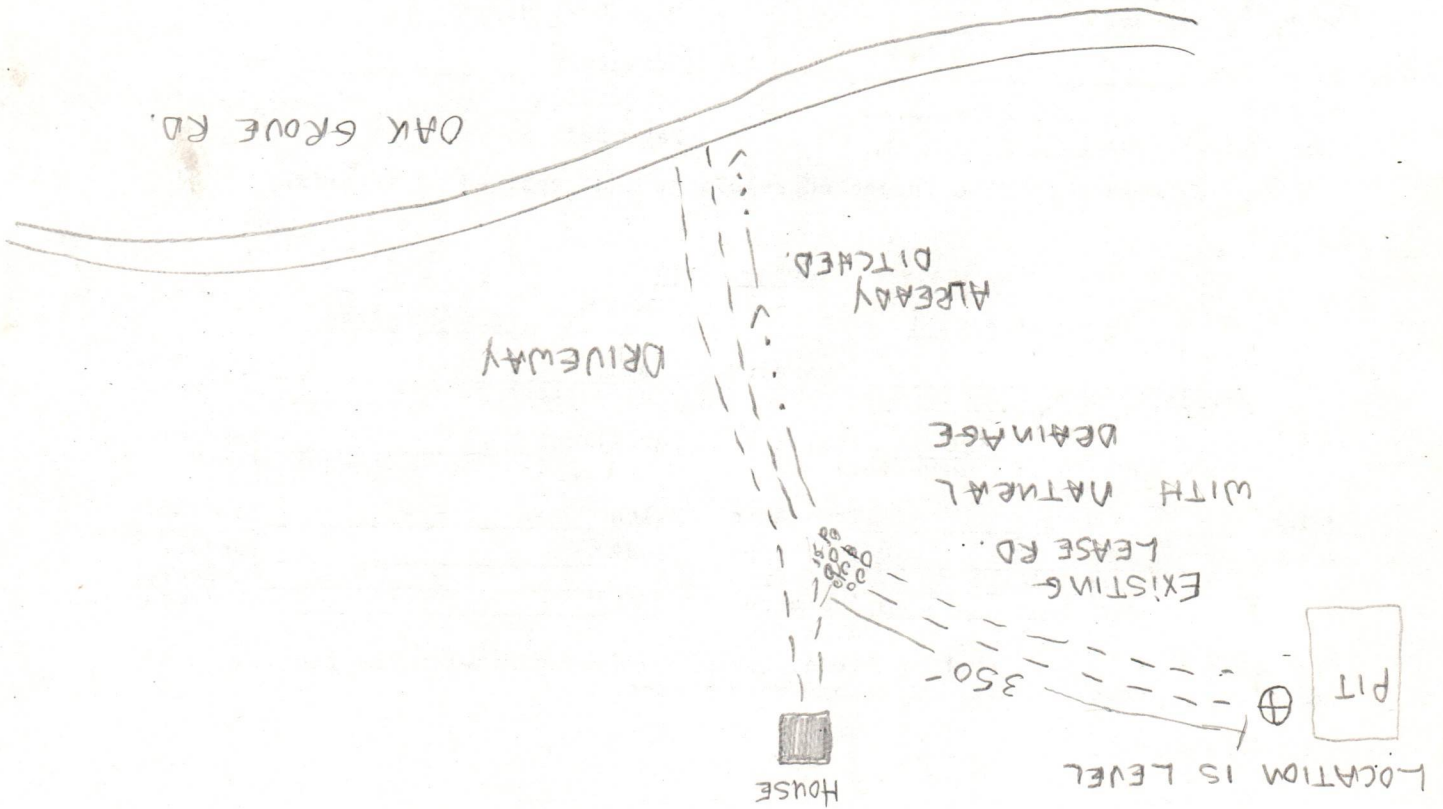 LOCATION IS LEVEL
HOUSE
PIT
350'
EXISTING
LEASE RD.
WITH NATURAL
DRAINAGE
DRIVEWAY
ALREADY
DITCHED.
OAK GROVE RD.